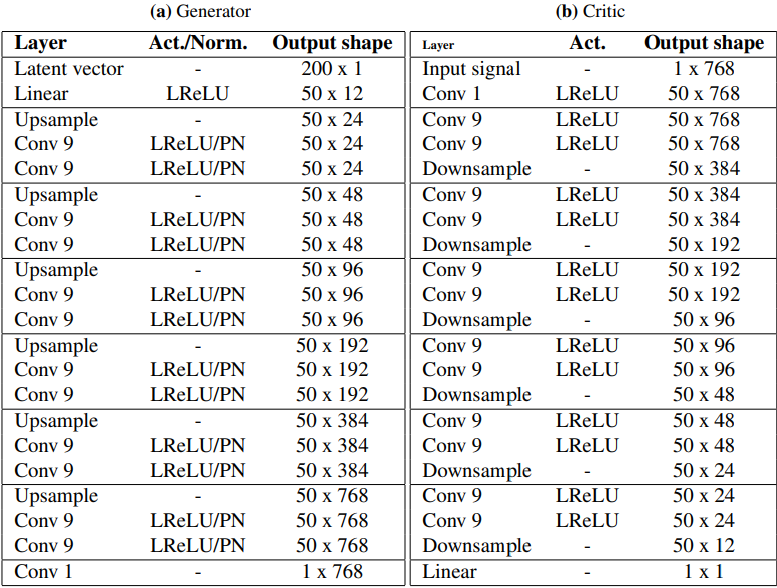 (a) Generator
Layer Act./Norm. Output shape
Latent vector - 200 x 1
Linear LReLU 50 x 12
Upsample - 50 x 24
Conv 9 LReLU/PN 50 x 24
Conv 9 LReLU/PN 50 x 24
Upsample - 50 x 48
Conv 9 LReLU/PN 50 x 48
Conv 9 LReLU/PN 50 x 48
Upsample - 50 x 96
Conv 9 LReLU/PN 50 x 96
Conv 9 LReLU/PN 50 x 96
Upsample - 50 x 192
Conv 9 LReLU/PN 50 x 192
Conv 9 LReLU/PN 50 x 192
Upsample - 50 x 384
Conv 9 LReLU/PN 50 x 384
Conv 9 LReLU/PN 50 x 384
Upsample - 50 x 768
Conv 9 LReLU/PN 50 x 768
Conv 9 LReLU/PN 50 x 768
Conv 1 - 1 x 768
(b) Critic
Layer Act. Output shape
Input signal - 1 x 768
Conv 1 LReLU 50 x 768
Conv 9 LReLU 50 x 768
Conv 9 LReLU 50 x 768
Downsample - 50 x 384
Conv 9 LReLU 50 x 384
Conv 9 LReLU 50 x 384
Downsample - 50 x 192
Conv 9 LReLU 50 x 192
Conv 9 LReLU 50 x 192
Downsample - 50 x 96
Conv 9 LReLU 50 x 96
Conv 9 LReLU 50 x 96
Downsample - 50 x 48
Conv 9 LReLU 50 x 48
Conv 9 LReLU 50 x 48
Downsample - 50 x 24
Conv 9 LReLU 50 x 24
Conv 9 LReLU 50 x 24
Downsample - 50 x 12
Linear - 1 x 1